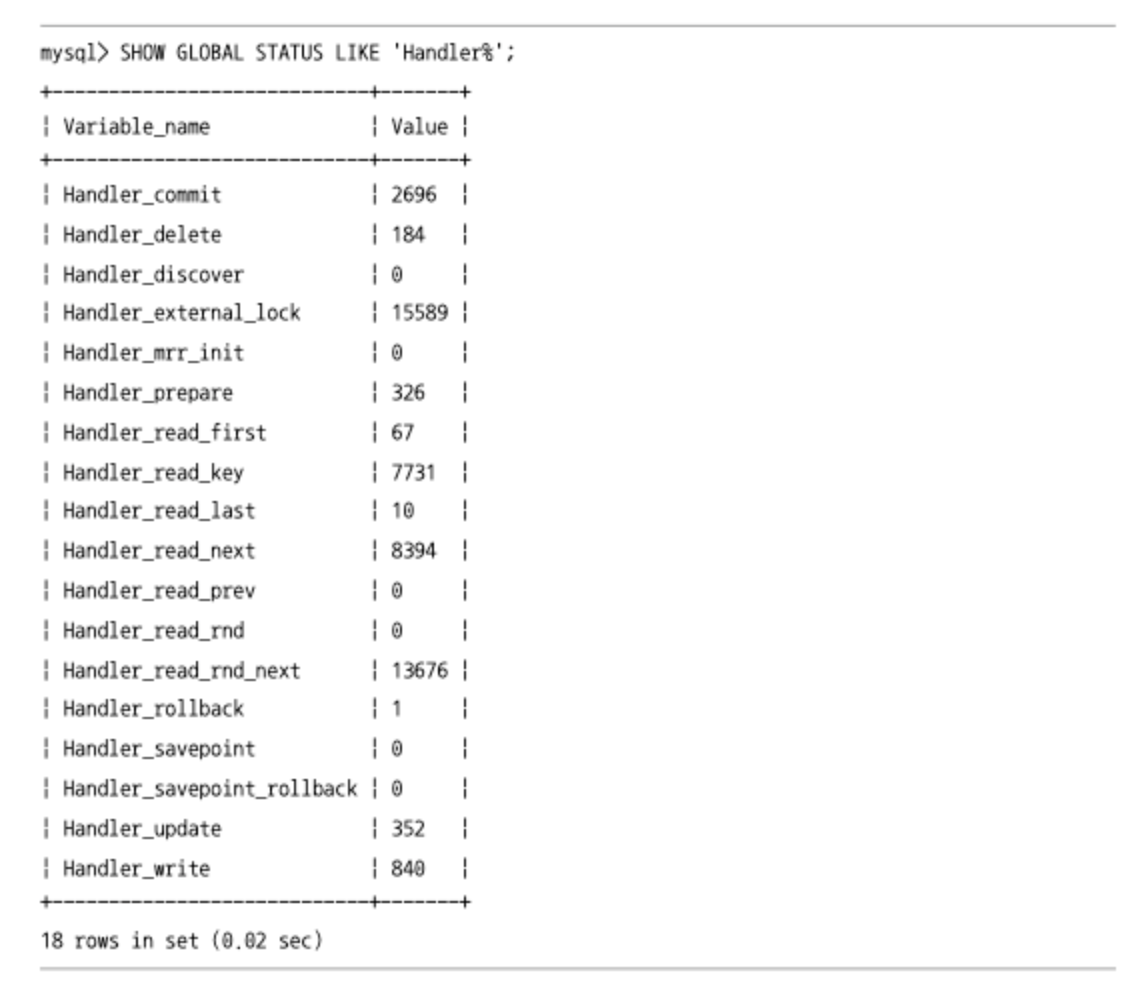 mysql> SHOW GLOBAL STATUS LIKE 'Handler%';
+----------------------------+-------+
| Variable_name              | Value |
+----------------------------+-------+
| Handler_commit             | 2696  |
| Handler_delete             | 184   |
| Handler_discover           | 0     |
| Handler_external_lock      | 15589 |
| Handler_mrr_init           | 0     |
| Handler_prepare            | 326   |
| Handler_read_first         | 67    |
| Handler_read_key           | 7731  |
| Handler_read_last          | 10    |
| Handler_read_next          | 8394  |
| Handler_read_prev          | 0     |
| Handler_read_rnd           | 0     |
| Handler_read_rnd_next      | 13676 |
| Handler_rollback           | 1     |
| Handler_savepoint          | 0     |
| Handler_savepoint_rollback | 0     |
| Handler_update             | 352   |
| Handler_write              | 840   |
+----------------------------+-------+
18 rows in set (0.02 sec)